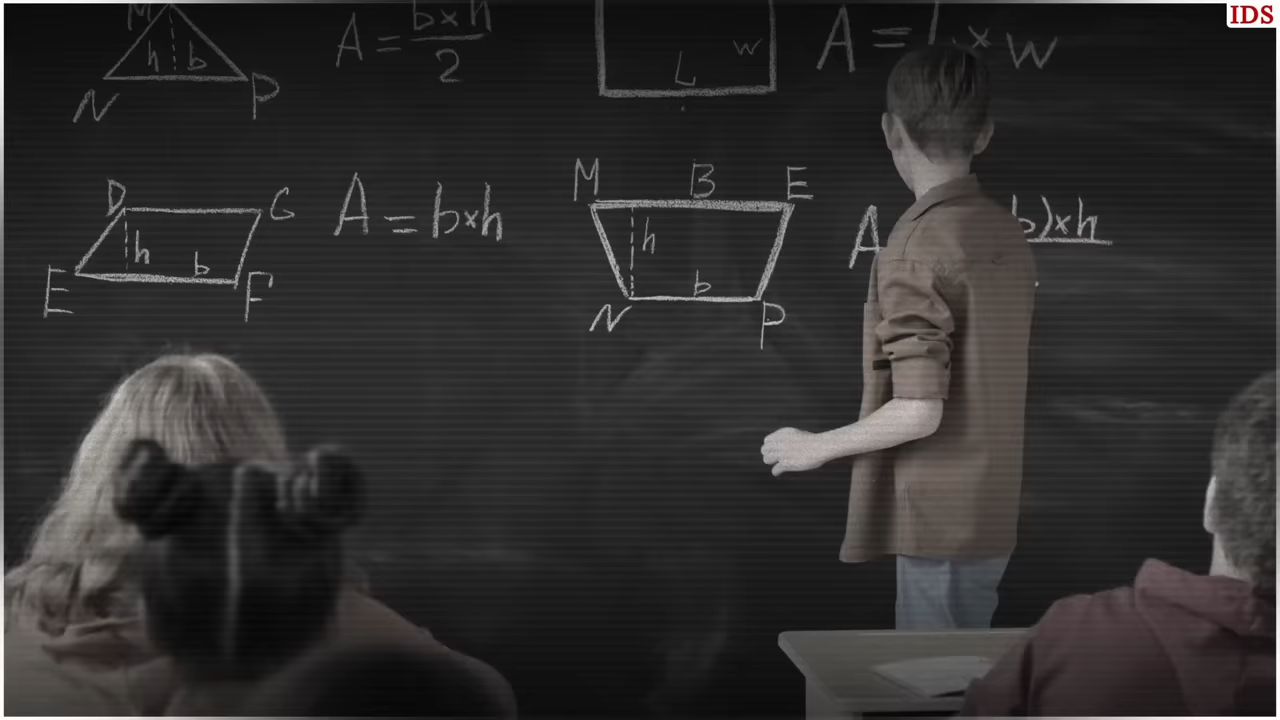 IDS
M
h b
N P
A = b×h
2
w
L
A = L × w
D G
h
b
E F
A = b×h
M B E
h
b
N P
A b)×h